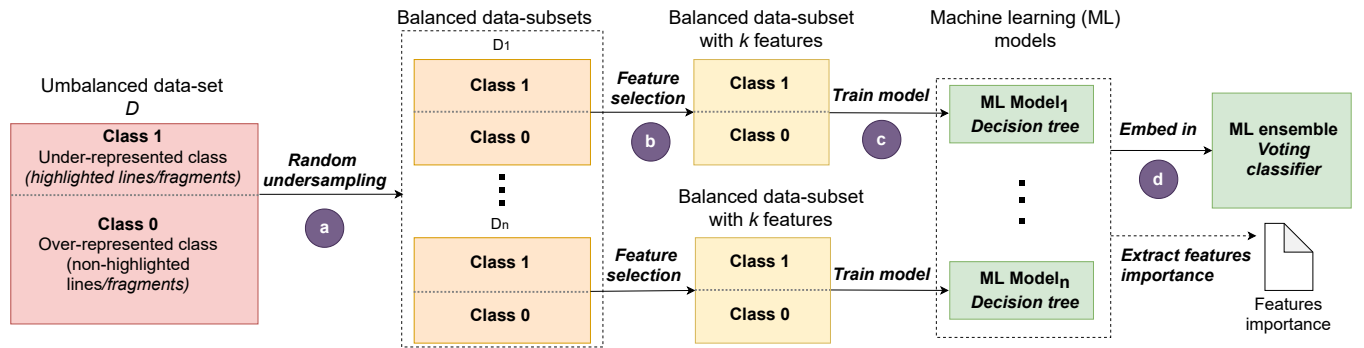 Umbalanced data-set
D
Class 1
Under-represented class
(highlighted lines/fragments)
Class 0
Over-represented class
(non-highlighted
lines/fragments)
Random
undersampling
a
Balanced data-subsets
D1
Class 1
Class 0
Dn
Class 1
Class 0
Feature
selection
b
Feature
selection
Balanced data-subset
with k features
Class 1
Class 0
Balanced data-subset
with k features
Class 1
Class 0
Train model
c
Train model
Machine learning (ML)
models
ML Model1
Decision tree
ML Modeln
Decision tree
Embed in
d
ML ensemble
Voting
classifier
Extract features
importance
Features
importance